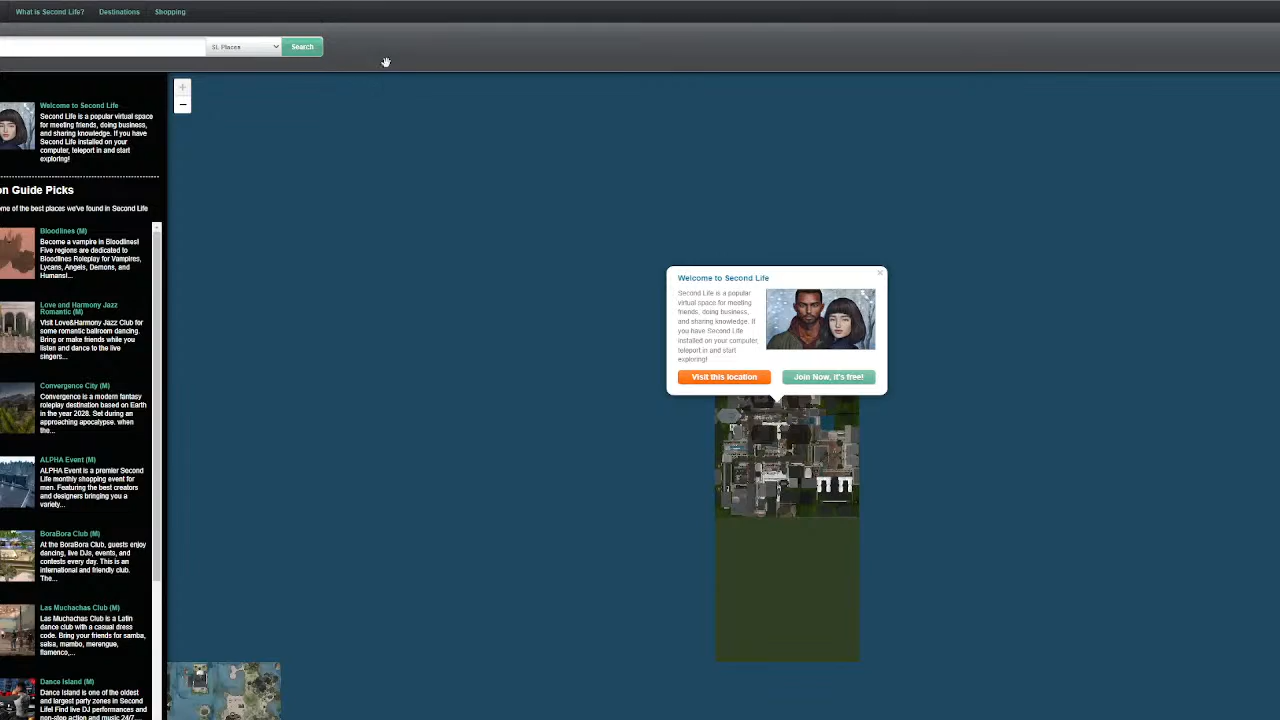 What is Second Life? Destinations Shopping
SL Places Search
+
−
Welcome to Second Life
Second Life is a popular virtual space
for meeting friends, doing business,
and sharing knowledge. If you have
Second Life installed on your
computer, teleport in and start
exploring!
on Guide Picks
ome of the best places we've found in Second Life
Bloodlines (M)
Become a vampire in Bloodlines!
Five regions are dedicated to
Bloodlines Roleplay for Vampires,
Lycans, Angels, Demons, and
Humans!...
Love and Harmony Jazz
Romantic (M)
Visit Love&Harmony Jazz Club for
some romantic ballroom dancing.
Bring or make friends while you
listen and dance to the live
singers...
Convergence City (M)
Convergence is a modern fantasy
roleplay destination based on Earth
in the year 2028. Set during an
approaching apocalypse. when
the...
ALPHA Event (M)
ALPHA Event is a premier Second
Life monthly shopping event for
men. Featuring the best creators
and designers bringing you a
variety...
BoraBora Club (M)
At the BoraBora Club, guests enjoy
dancing, live DJs, events, and
contests every day. This is an
international and friendly club.
The...
Las Muchachas Club (M)
Las Muchachas Club is a Latin
dance club with a casual dress
code. Bring your friends for samba,
salsa, mambo, merengue,
flamenco,...
Dance Island (M)
Dance Island is one of the oldest
and largest party zones in Second
Life! Find live DJ performances and
non-stop action and music 24/7
Welcome to Second Life
Second Life is a popular
virtual space for meeting
friends, doing business,
and sharing knowledge. If
you have Second Life
installed on your computer,
teleport in and start
exploring!
Visit this location Join Now, it's free!